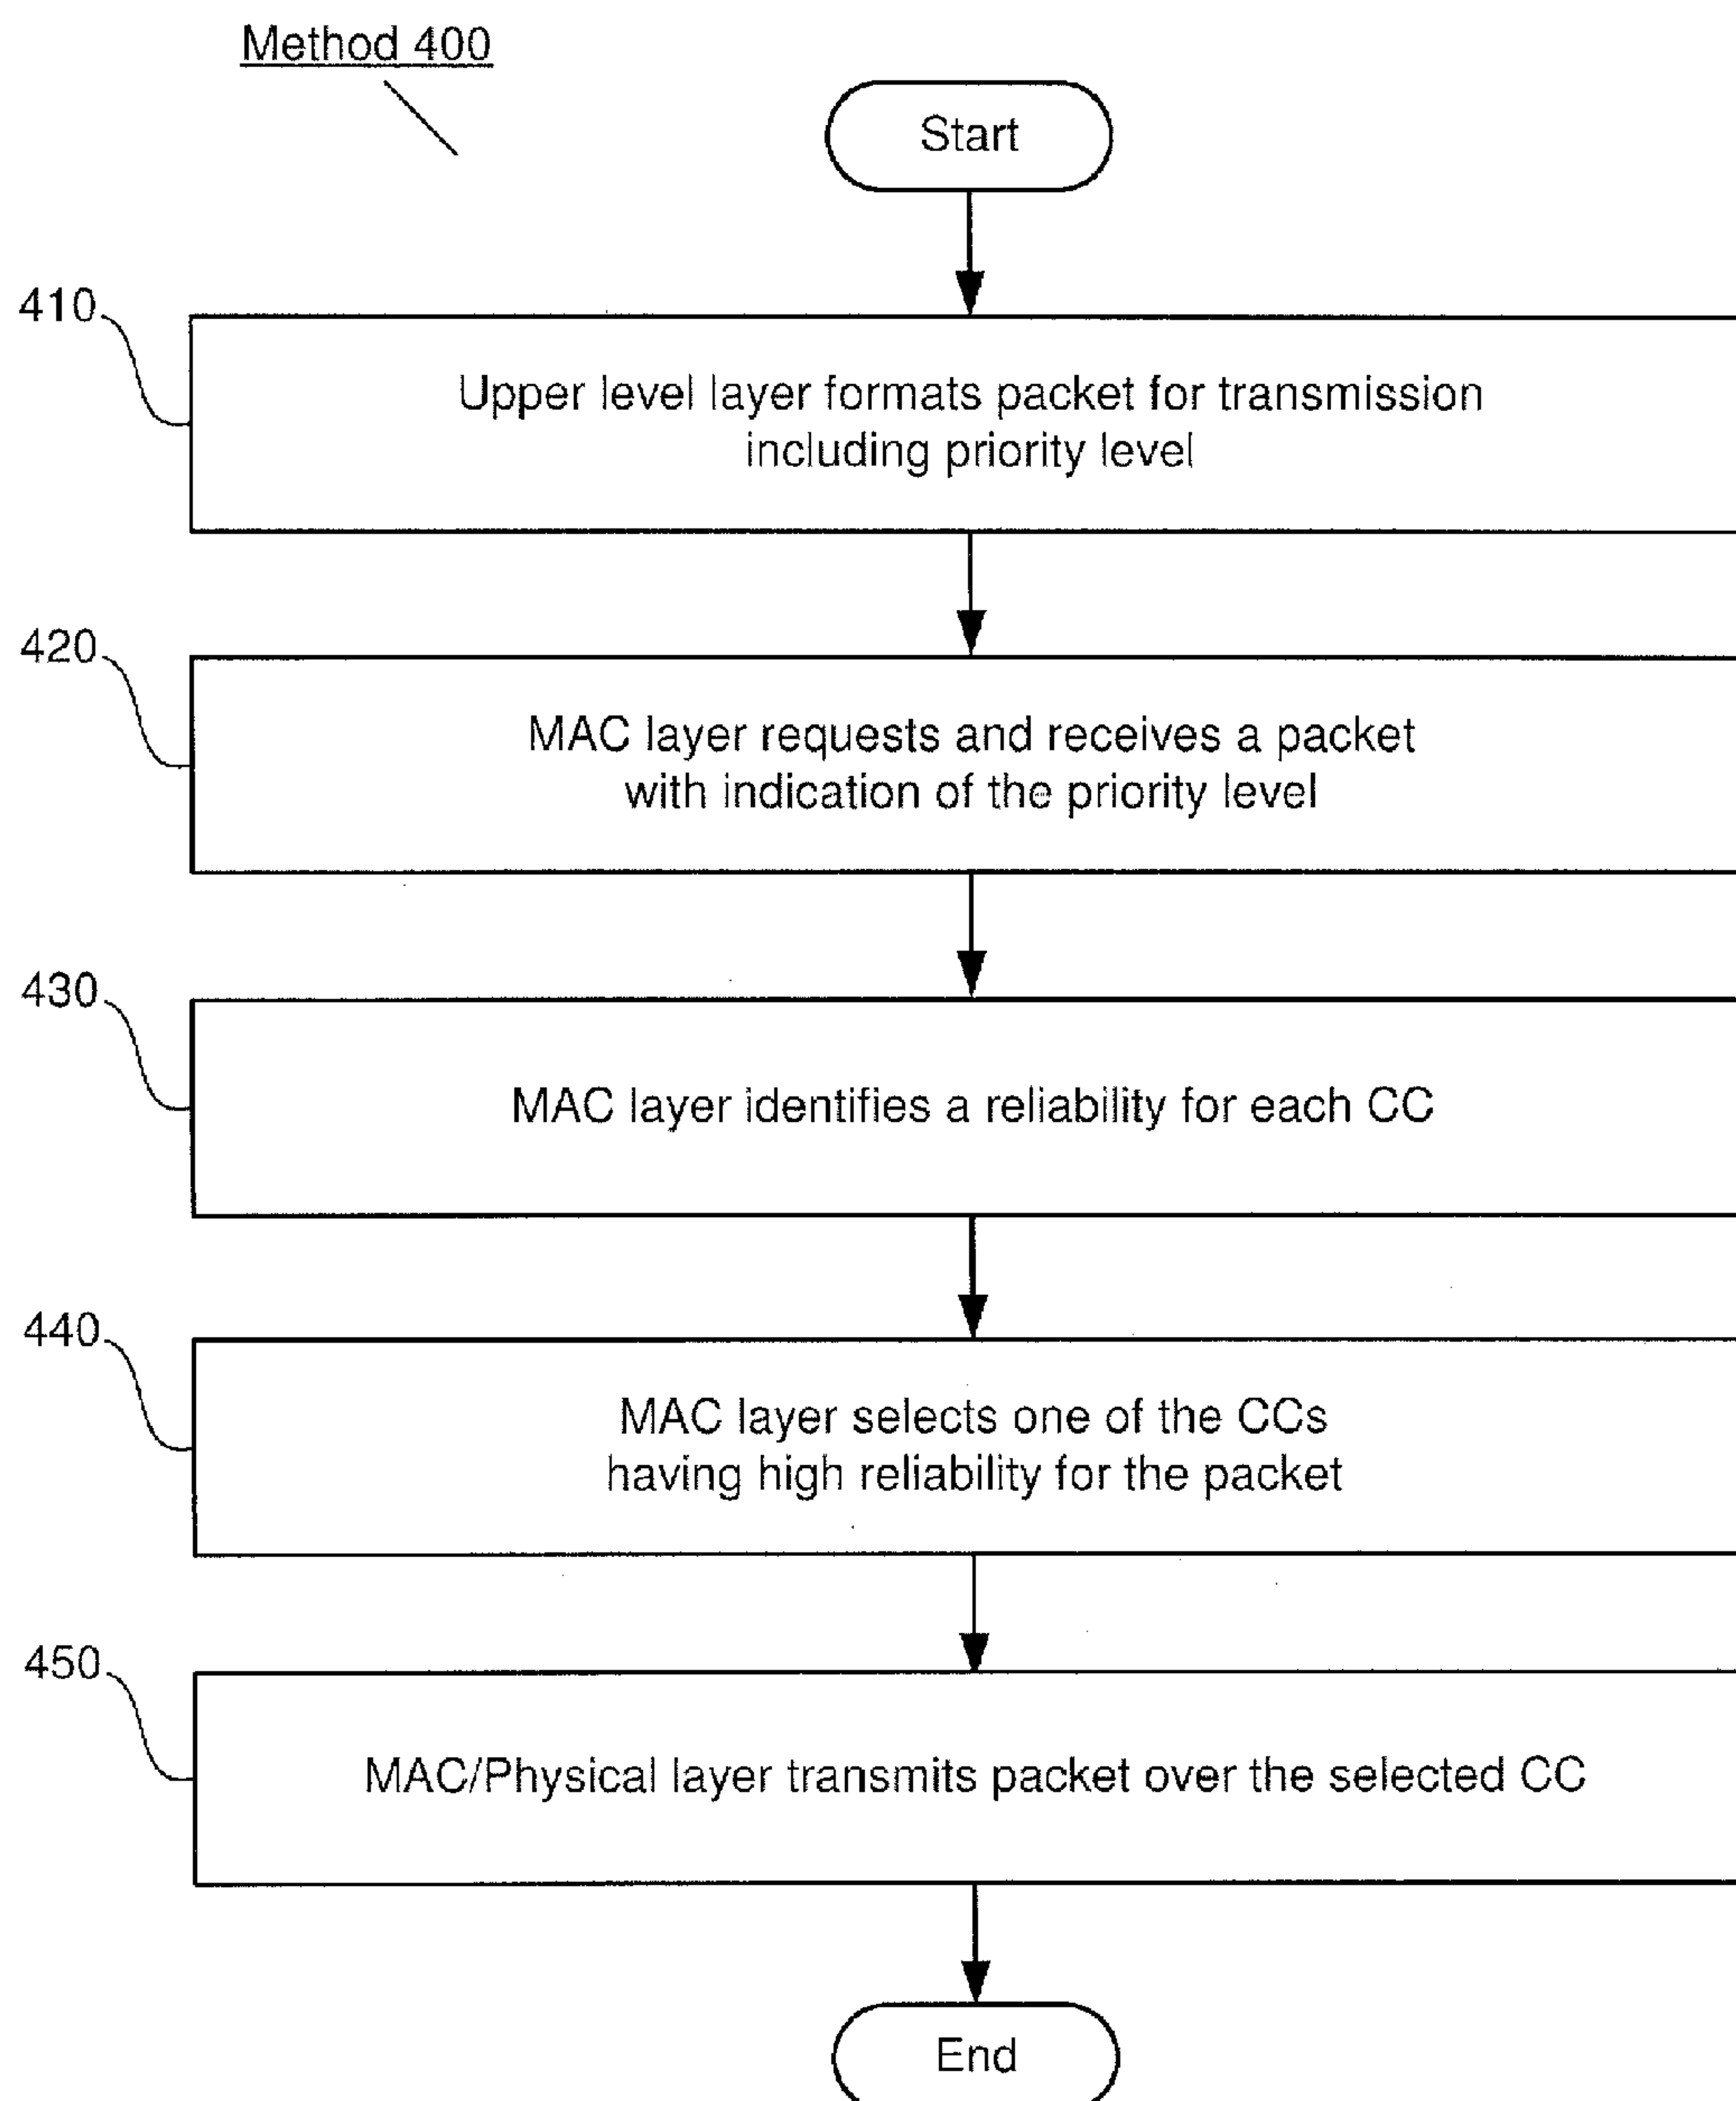 Method 400
Start
410
Upper level layer formats packet for transmission
including priority level
420
MAC layer requests and receives a packet
with indication of the priority level
430
MAC layer identifies a reliability for each CC
440
MAC layer selects one of the CCs
having high reliability for the packet
450
MAC/Physical layer transmits packet over the selected CC
End